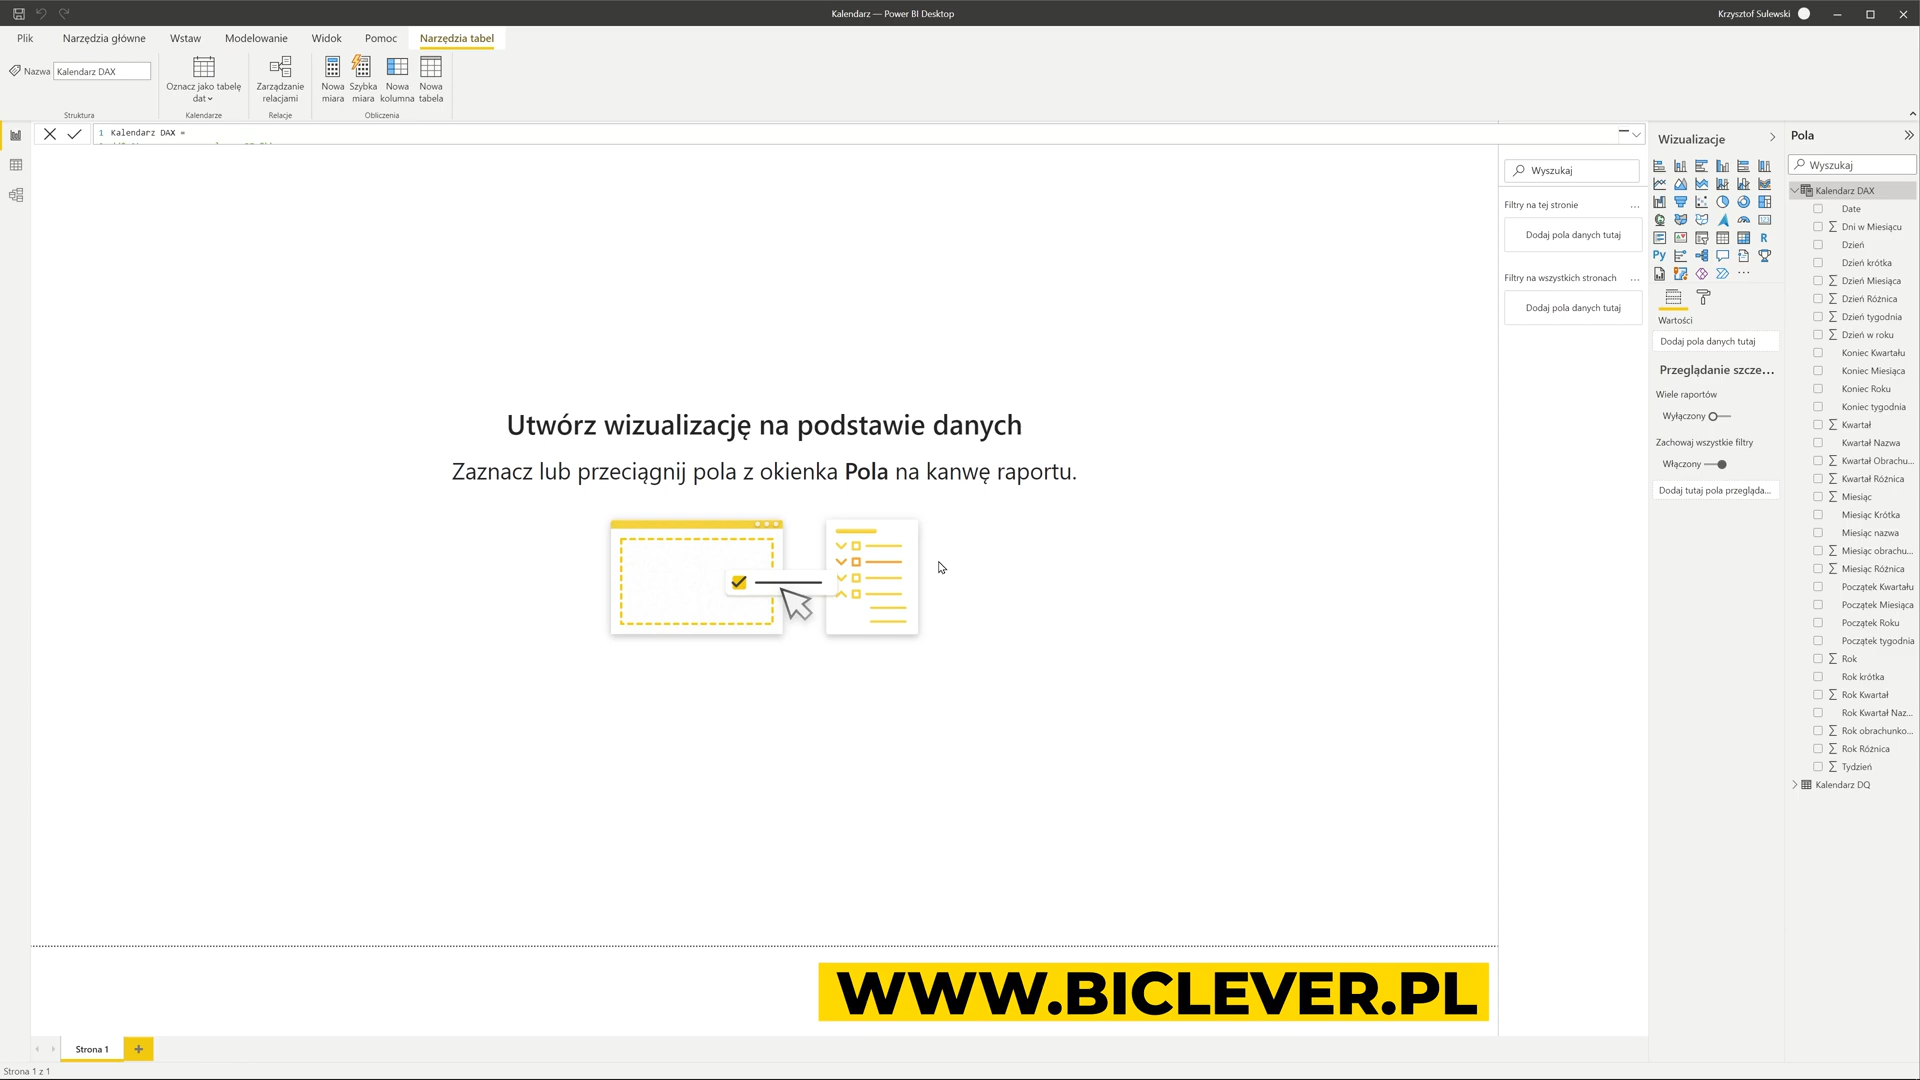 Kalendarz — Power BI Desktop
Krzysztof Sulewski
Plik
Narzędzia główne
Wstaw
Modelowanie
Widok
Pomoc
Narzędzia tabel
Nazwa
Kalendarz DAX
Struktura
Oznacz jako tabelę
dat
Kalendarze
Zarządzanie
relacjami
Relacje
Nowa
miara
Szybka
miara
Nowa
kolumna
Nowa
tabela
Obliczenia
1 Kalendarz DAX =
Utwórz wizualizację na podstawie danych
Zaznacz lub przeciągnij pola z okienka Pola na kanwę raportu.
WWW.BICLEVER.PL
Wyszukaj
Filtry na tej stronie
...
Dodaj pola danych tutaj
Filtry na wszystkich stronach
...
Dodaj pola danych tutaj
Wizualizacje
R
Py
...
Wartości
Dodaj pola danych tutaj
Przeglądanie szcze...
Wiele raportów
Wyłączony
Zachowaj wszystkie filtry
Włączony
Dodaj tutaj pola przegląda...
Pola
Wyszukaj
Kalendarz DAX
Date
Dni w Miesiącu
Dzień
Dzień krótka
Dzień Miesiąca
Dzień Różnica
Dzień tygodnia
Dzień w roku
Koniec Kwartału
Koniec Miesiąca
Koniec Roku
Koniec tygodnia
Kwartał
Kwartał Nazwa
Kwartał Obrachu...
Kwartał Różnica
Miesiąc
Miesiąc Krótka
Miesiąc nazwa
Miesiąc obrachu...
Miesiąc Różnica
Początek Kwartału
Początek Miesiąca
Początek Roku
Początek tygodnia
Rok
Rok krótka
Rok Kwartał
Rok Kwartał Naz...
Rok obrachunko...
Rok Różnica
Tydzień
Kalendarz DQ
Strona 1
Strona 1 z 1